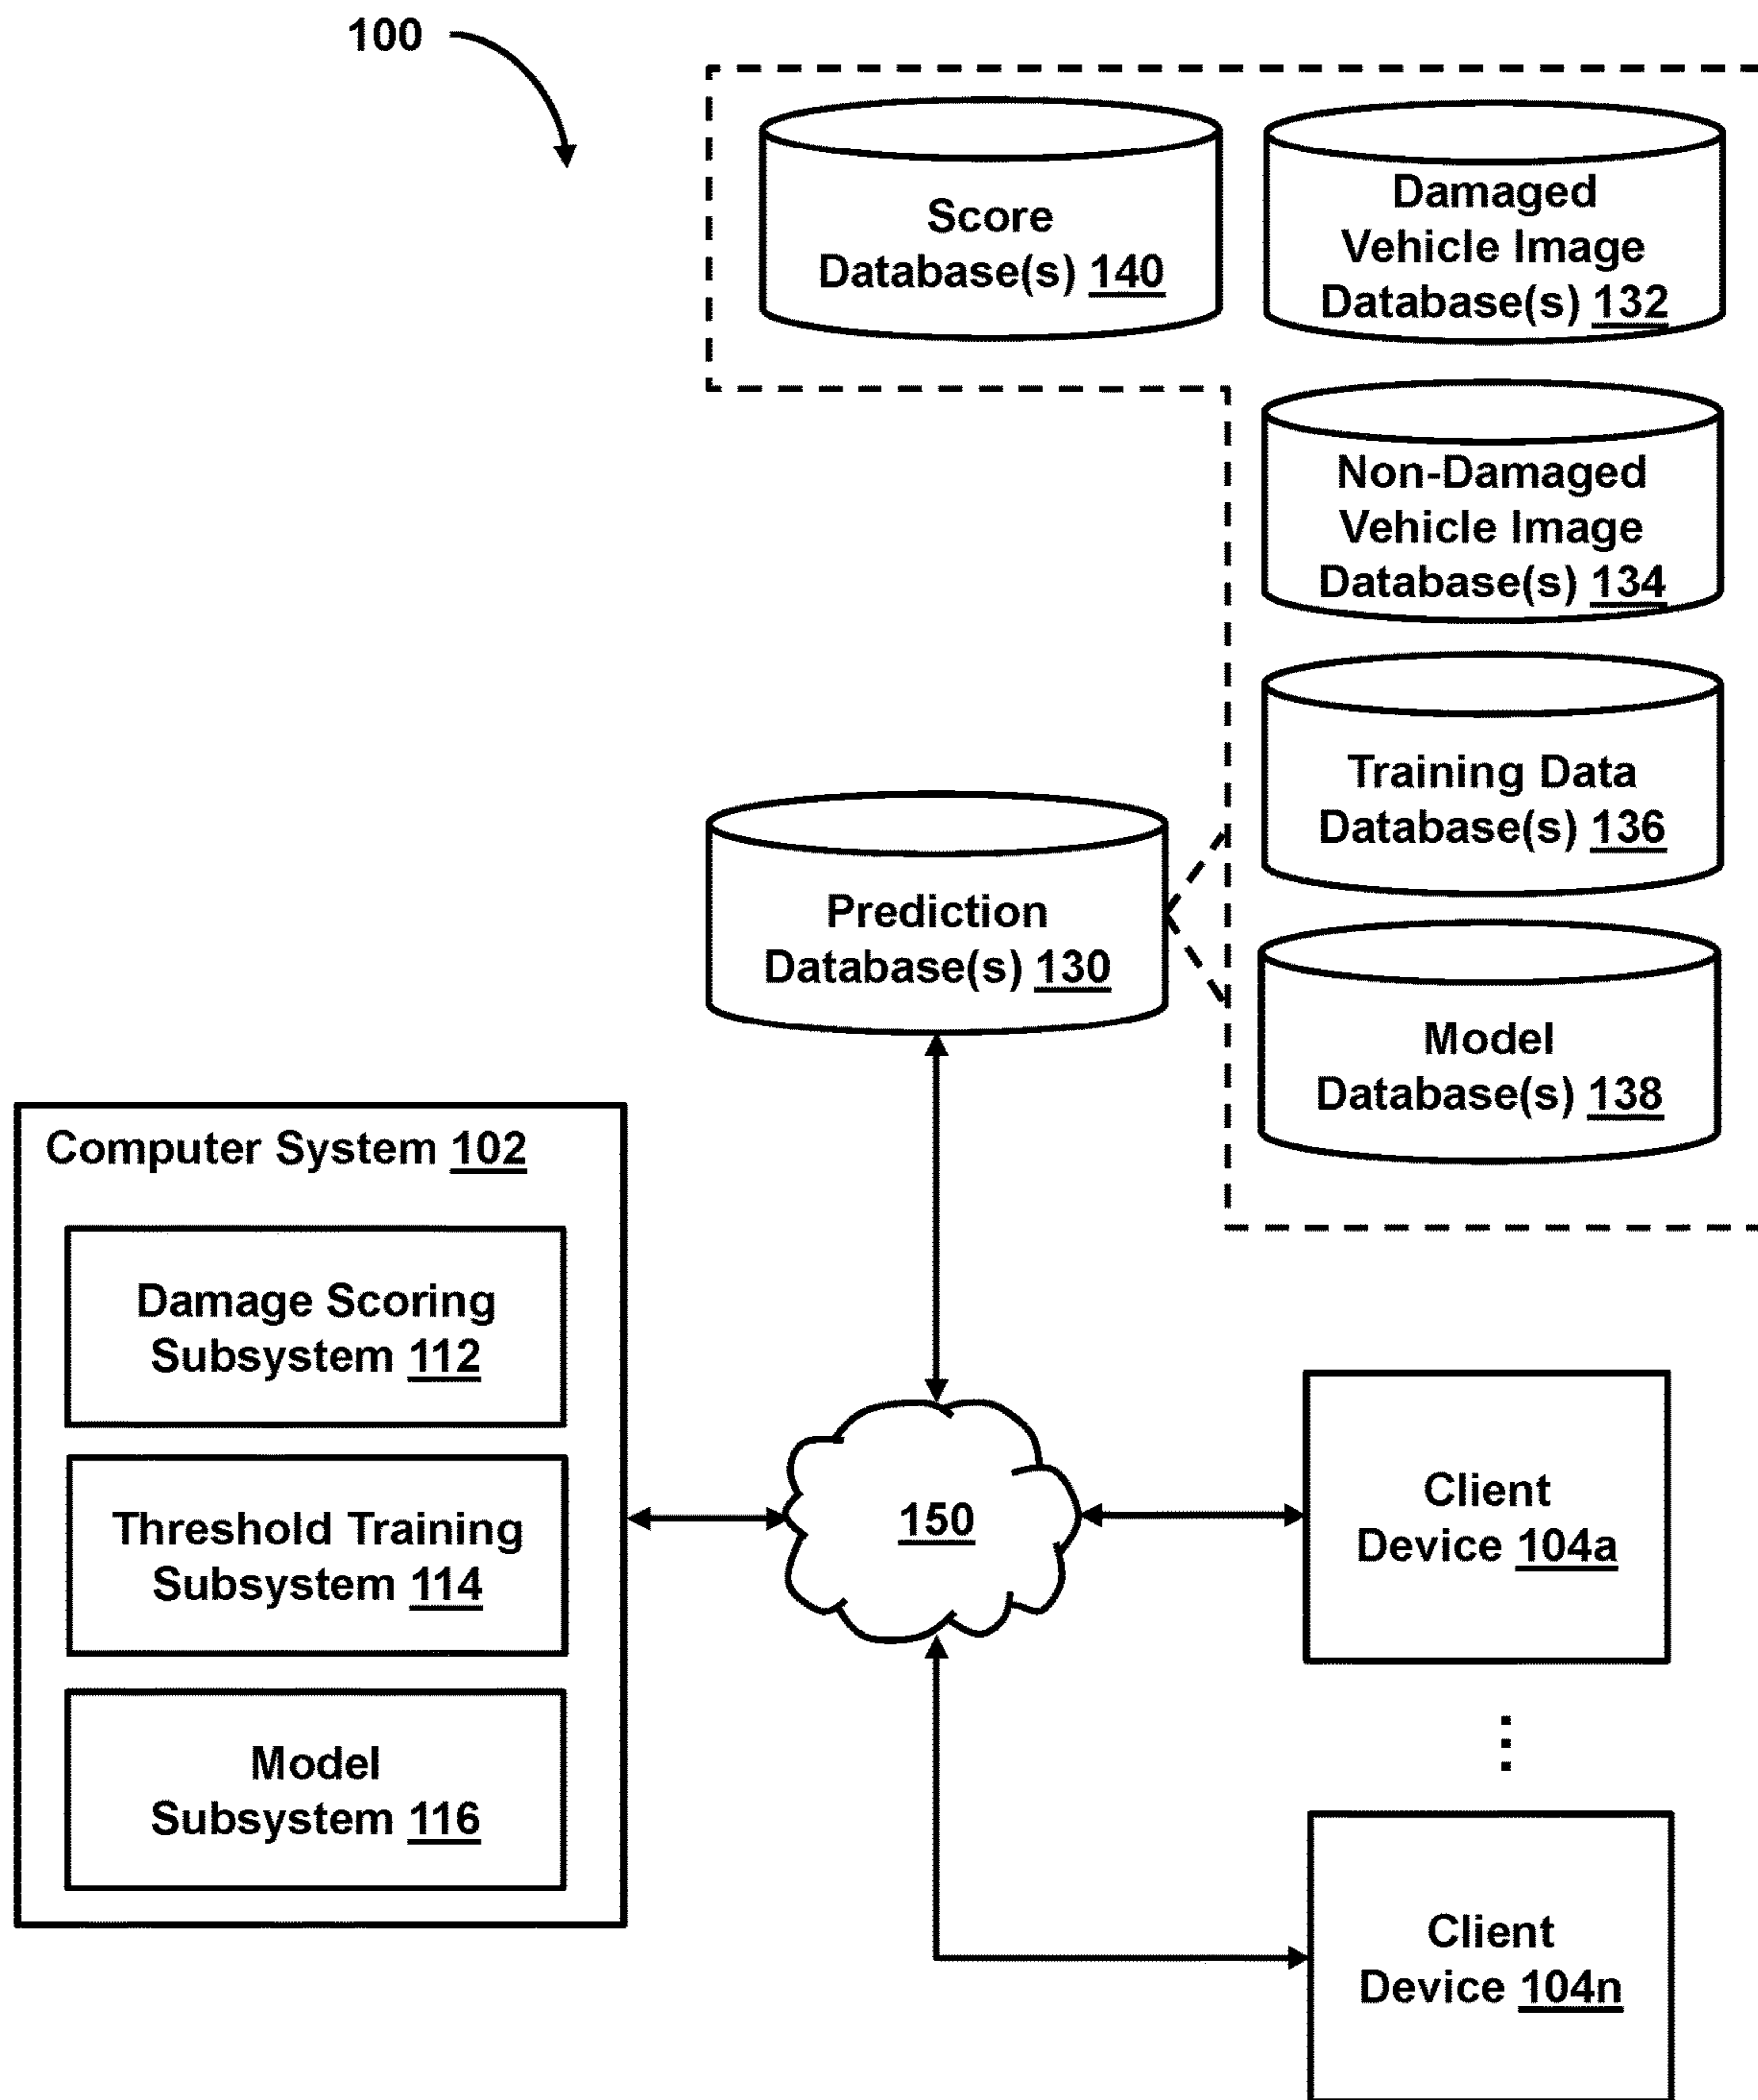 100
Score
Database(s) 140
Damaged
Vehicle Image
Database(s) 132
Non-Damaged
Vehicle Image
Database(s) 134
Training Data
Database(s) 136
Prediction
Database(s) 130
Model
Database(s) 138
Computer System 102
Damage Scoring
Subsystem 112
Threshold Training
Subsystem 114
Model
Subsystem 116
150
Client
Device 104a
Client
Device 104n